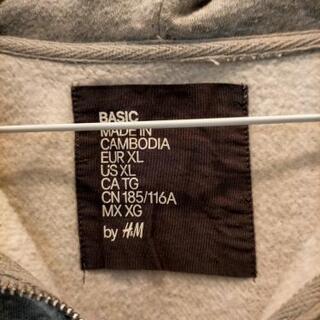 BASIC
MADE IN
CAMBODIA
EUR XL
US XL
CA TG
CN 185/116A
MX XG
by H&M